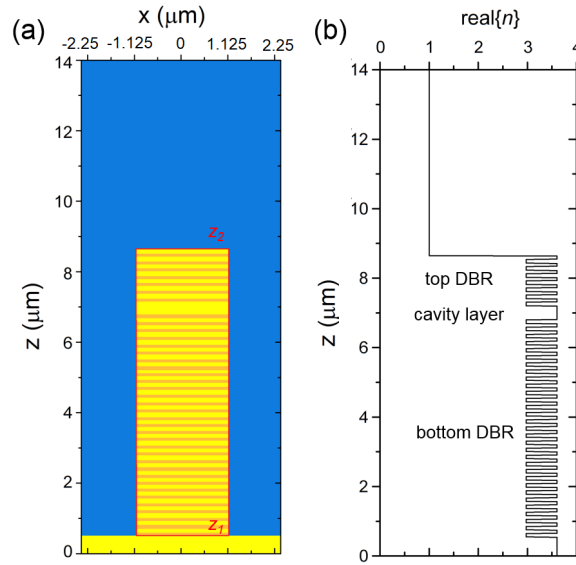 (a)
x (μm)
-2.25 -1.125 0 1.125 2.25
z (μm)
14
12
10
8
6
4
2
0
z2
z1
(b)
real{n}
0 1 2 3 4
z (μm)
14
12
10
8
6
4
2
0
top DBR
cavity layer
bottom DBR